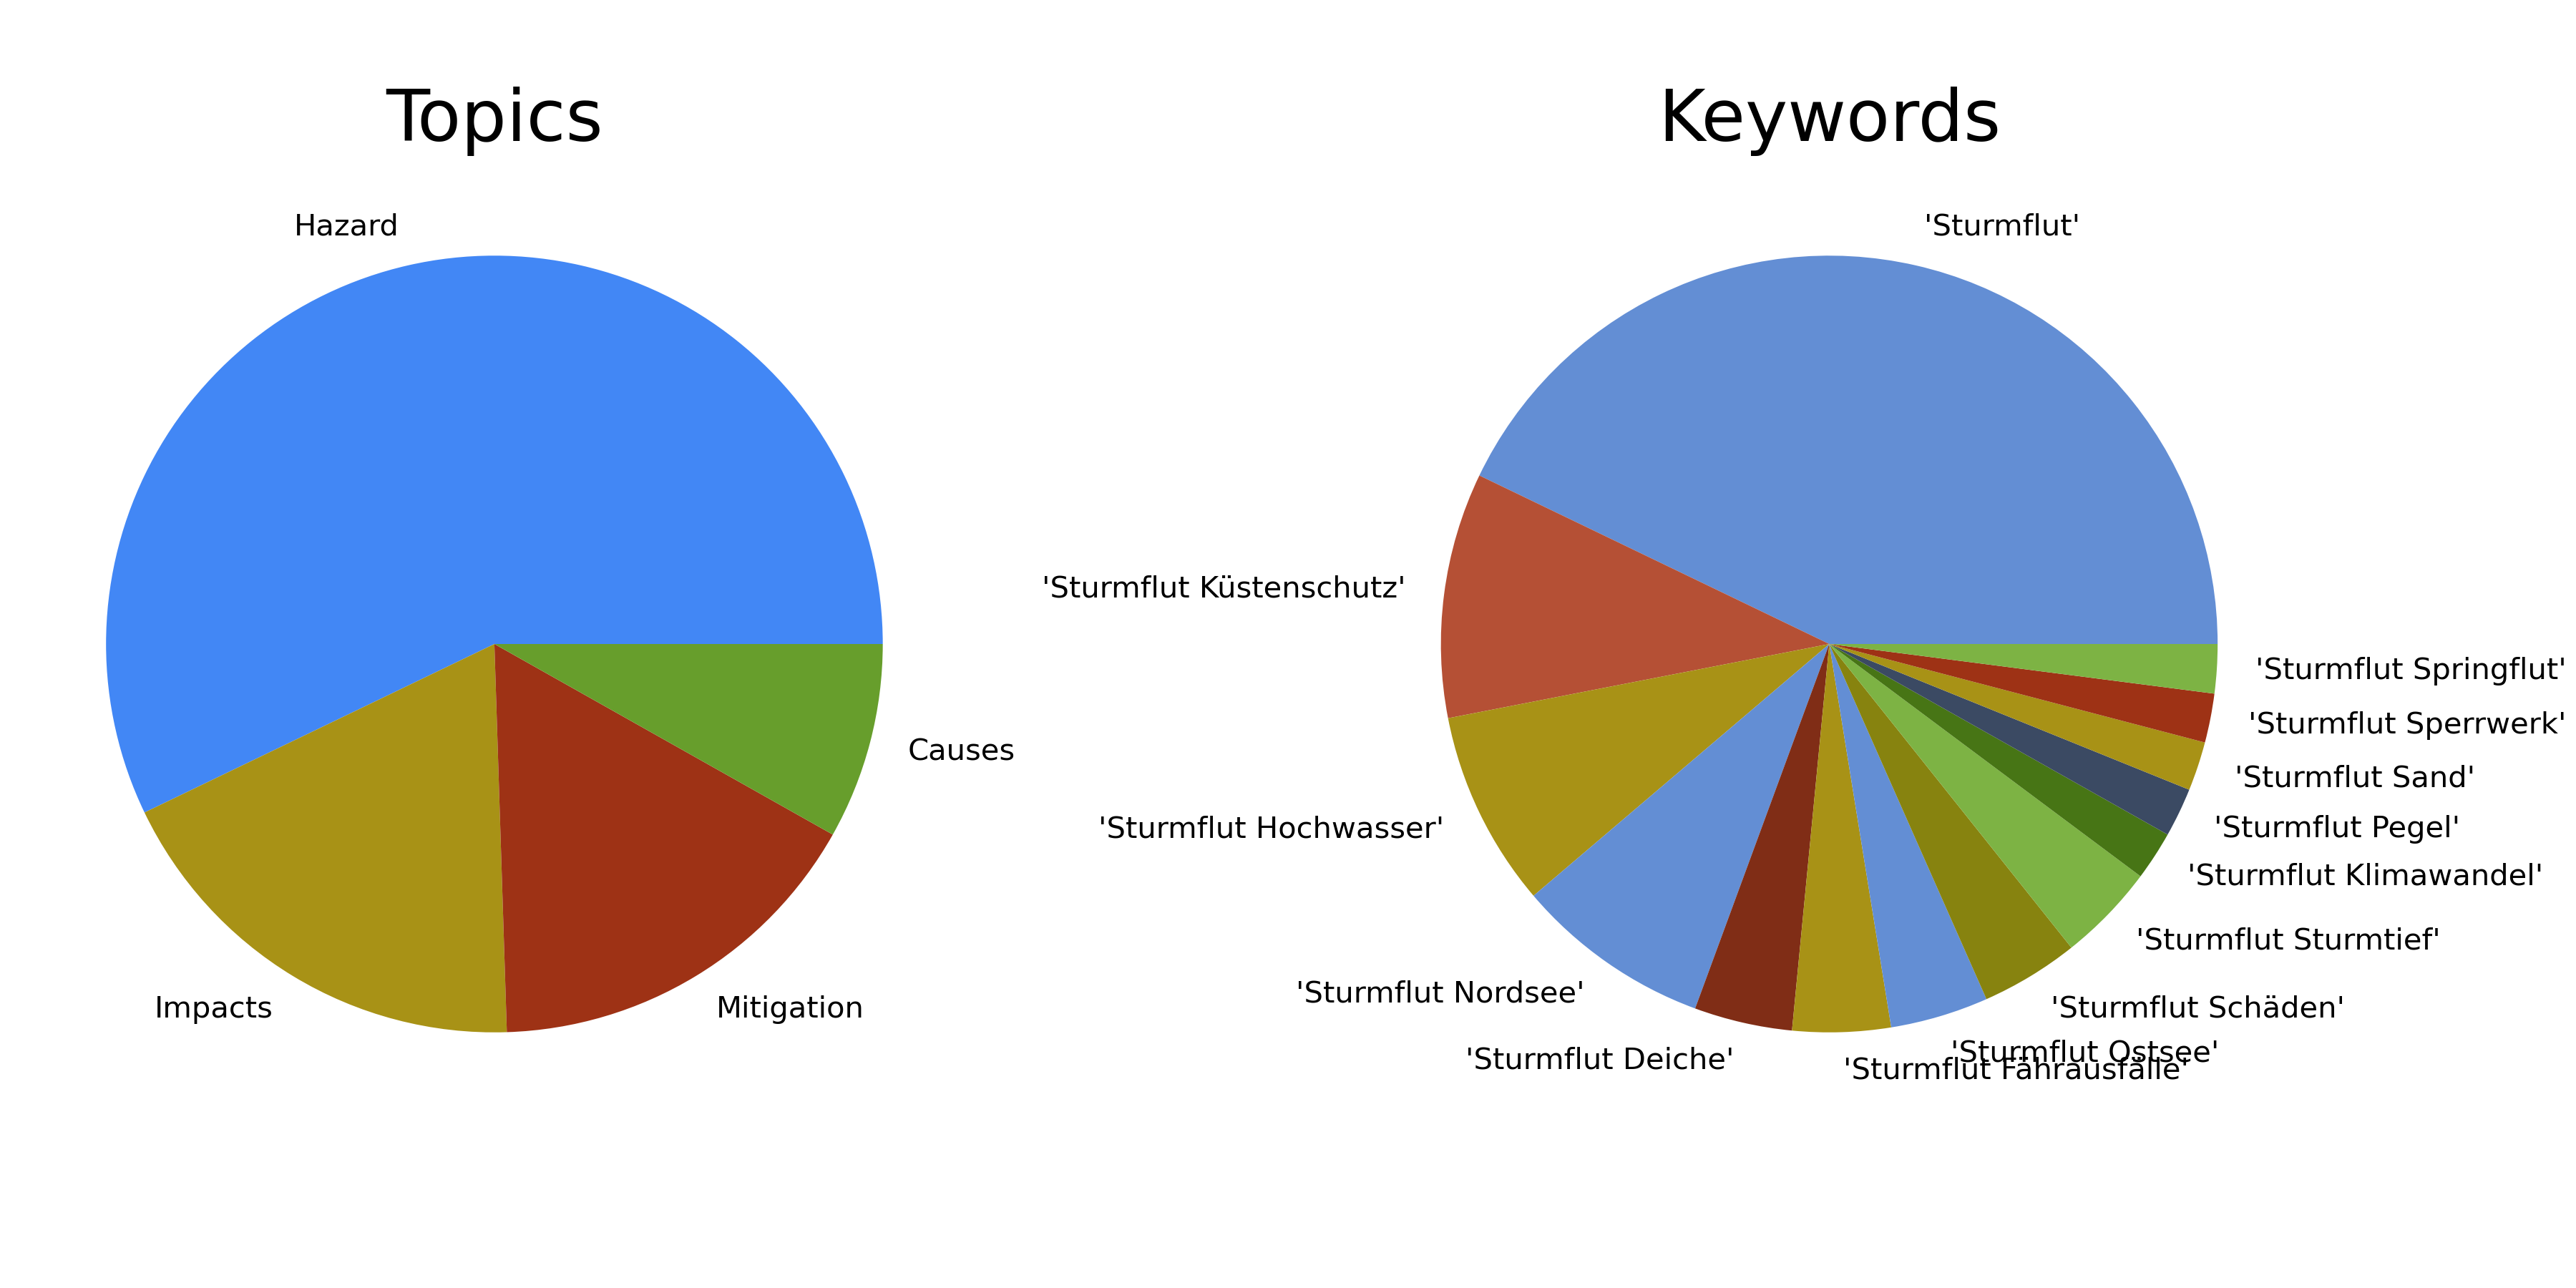 Topics
Hazard
Impacts
Mitigation
Causes
Keywords
'Sturmflut'
'Sturmflut Küstenschutz'
'Sturmflut Hochwasser'
'Sturmflut Nordsee'
'Sturmflut Deiche'
'Sturmflut Fährausfälle'
'Sturmflut Ostsee'
'Sturmflut Schäden'
'Sturmflut Sturmtief'
'Sturmflut Klimawandel'
'Sturmflut Pegel'
'Sturmflut Sand'
'Sturmflut Sperrwerk'
'Sturmflut Springflut'